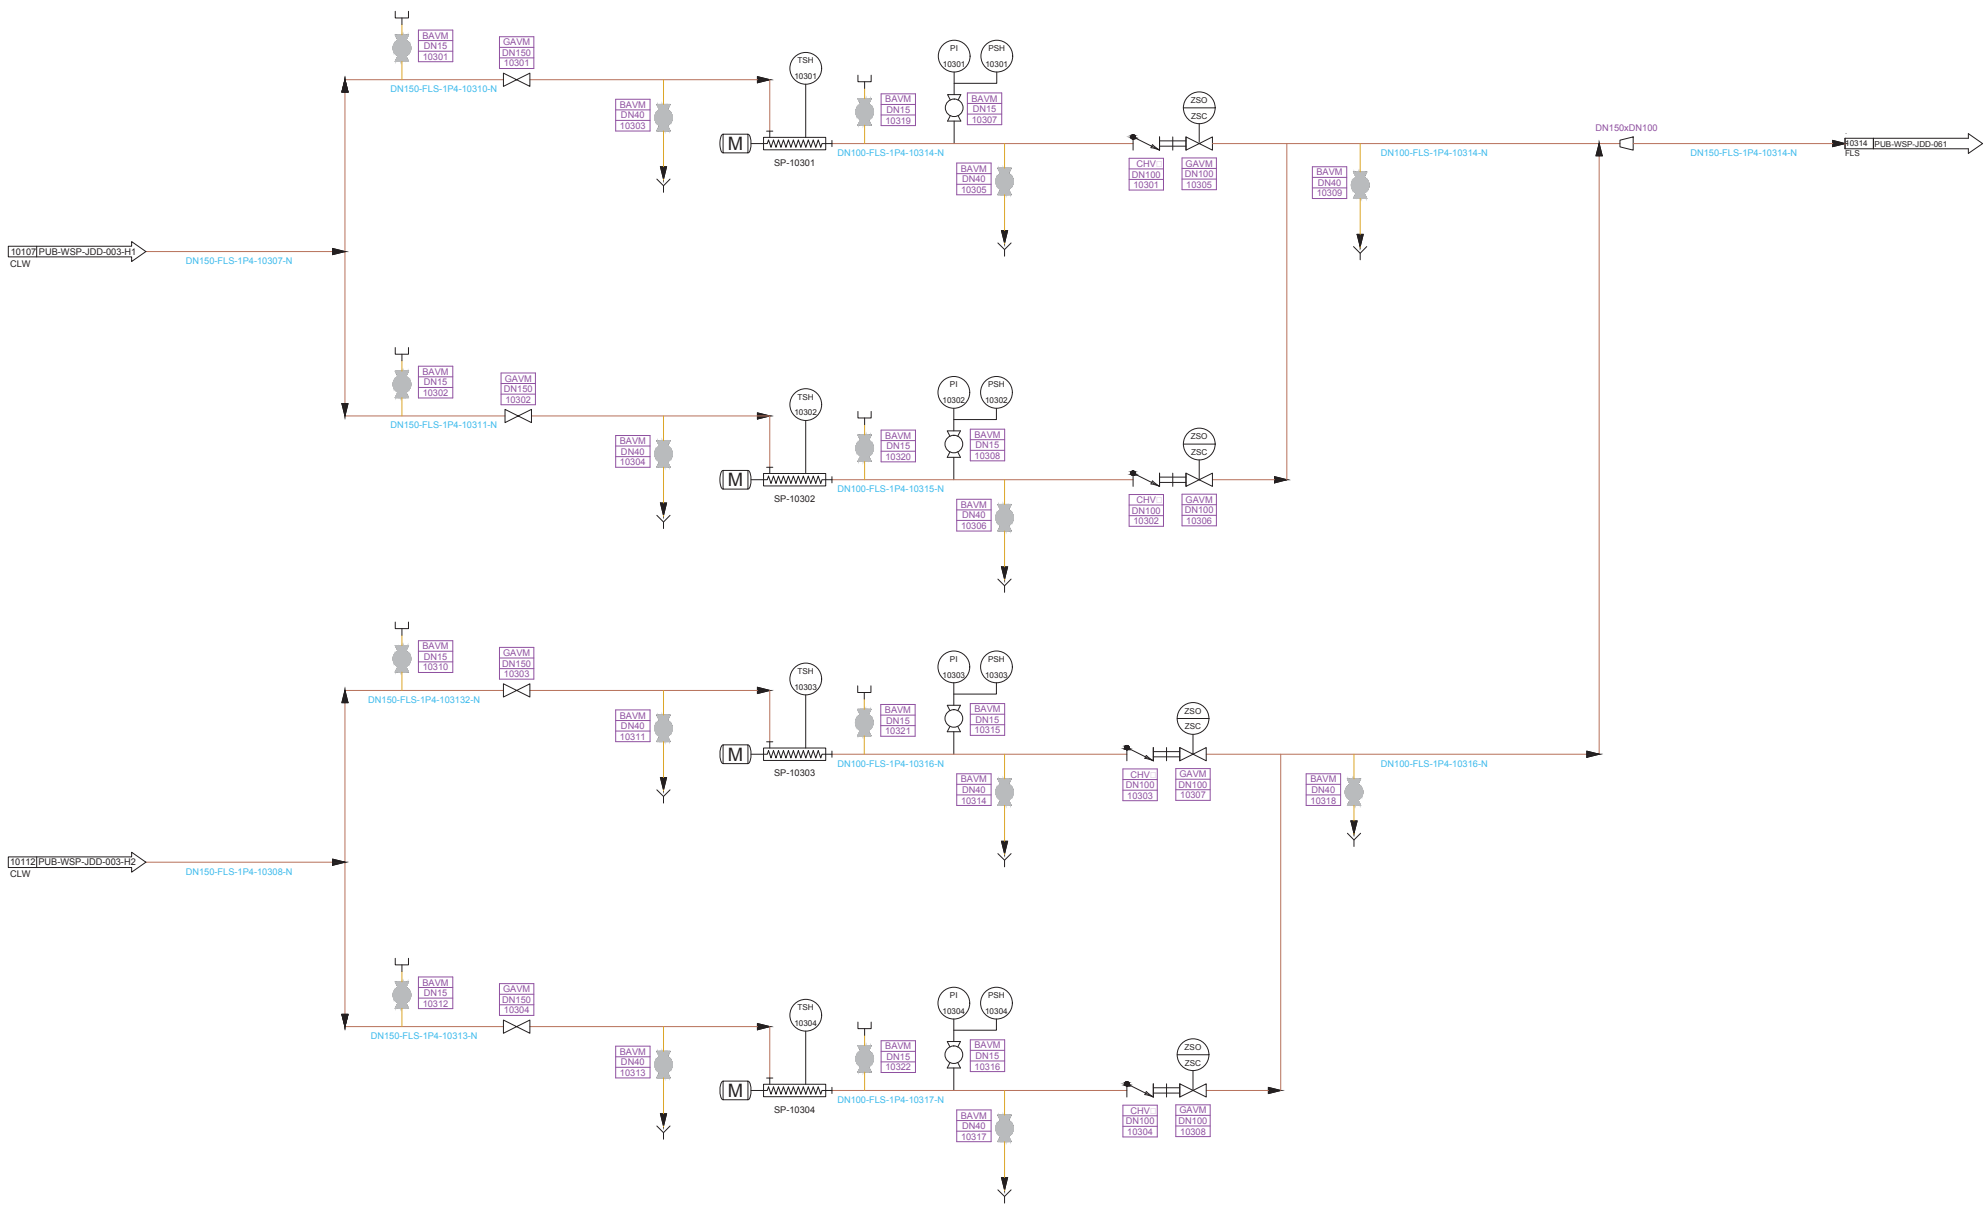 BAVM
DN15
10301
GAVM
DN150
10301
DN150-FLS-1P4-10310-N
BAVM
DN40
10303
TSH
10301
M
SP-10301
BAVM
DN15
10319
PI
10301
PSH
10301
BAVM
DN15
10307
DN100-FLS-1P4-10314-N
BAVM
DN40
10305
ZSO
ZSC
CHV
DN100
10301
GAVM
DN100
10305
BAVM
DN40
10309
DN100-FLS-1P4-10314-N
DN150xDN100
DN150-FLS-1P4-10314-N
10314 PUB-WSP-JDD-061
FLS
10107 PUB-WSP-JDD-003-H1
CLW
DN150-FLS-1P4-10307-N
BAVM
DN15
10302
GAVM
DN150
10302
DN150-FLS-1P4-10311-N
BAVM
DN40
10304
TSH
10302
M
SP-10302
BAVM
DN15
10320
PI
10302
PSH
10302
BAVM
DN15
10308
DN100-FLS-1P4-10315-N
BAVM
DN40
10306
ZSO
ZSC
CHV
DN100
10302
GAVM
DN100
10306
BAVM
DN15
10310
GAVM
DN150
10303
DN150-FLS-1P4-103132-N
BAVM
DN40
10311
TSH
10303
M
SP-10303
BAVM
DN15
10321
PI
10303
PSH
10303
BAVM
DN15
10315
DN100-FLS-1P4-10316-N
BAVM
DN40
10314
ZSO
ZSC
CHV
DN100
10303
GAVM
DN100
10307
BAVM
DN40
10318
DN100-FLS-1P4-10316-N
10112 PUB-WSP-JDD-003-H2
CLW
DN150-FLS-1P4-10308-N
BAVM
DN15
10312
GAVM
DN150
10304
DN150-FLS-1P4-10313-N
BAVM
DN40
10313
TSH
10304
M
SP-10304
BAVM
DN15
10322
PI
10304
PSH
10304
BAVM
DN15
10316
DN100-FLS-1P4-10317-N
BAVM
DN40
10317
ZSO
ZSC
CHV
DN100
10304
GAVM
DN100
10308